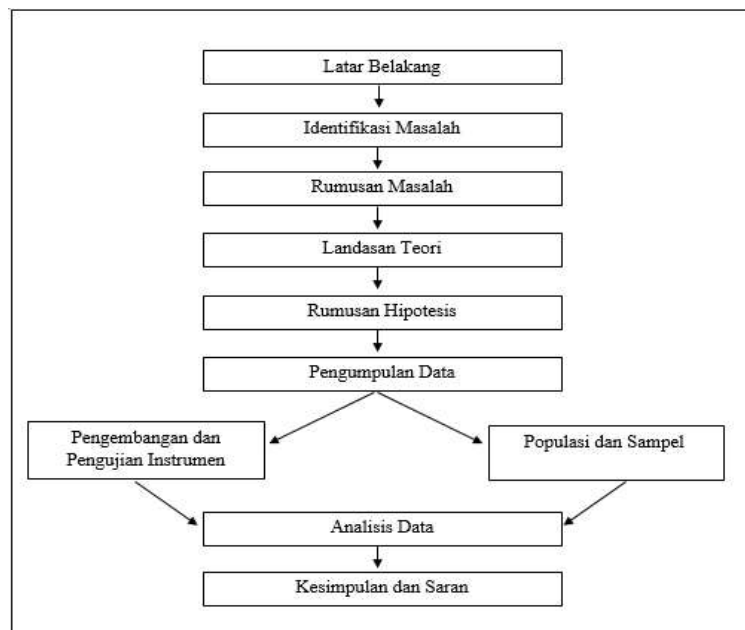 Latar Belakang
Identifikasi Masalah
Rumusan Masalah
Landasan Teori
Rumusan Hipotesis
Pengumpulan Data
Pengembangan dan
Pengujian Instrumen
Populasi dan Sampel
Analisis Data
Kesimpulan dan Saran